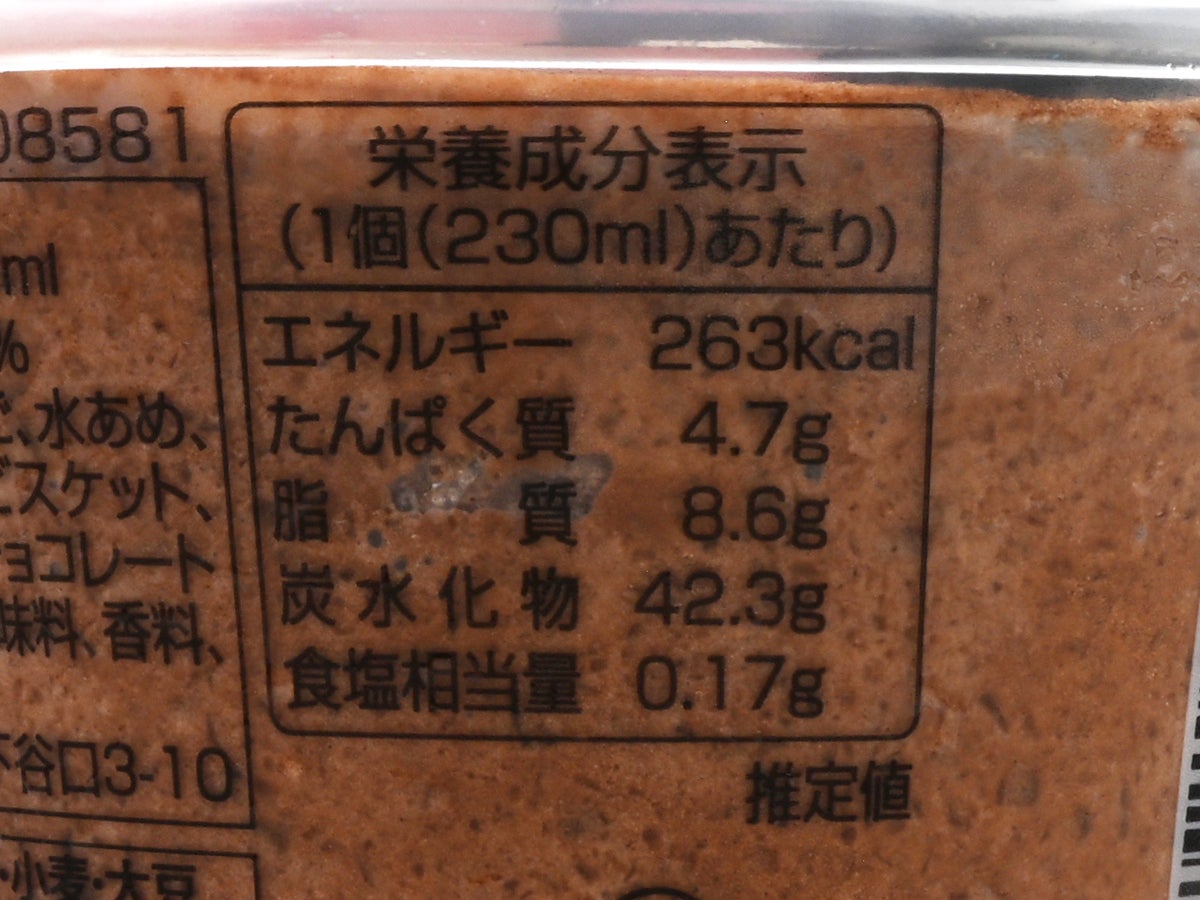 08581
ml
%
、水あめ、
ビスケット、
チョコレート
味料、香料、
下谷口3-10
・小麦・大豆
栄養成分表示
(1個(230ml)あたり)
エネルギー 263kcal
たんぱく質 4.7g
脂質 8.6g
炭水化物 42.3g
食塩相当量 0.17g
推定値